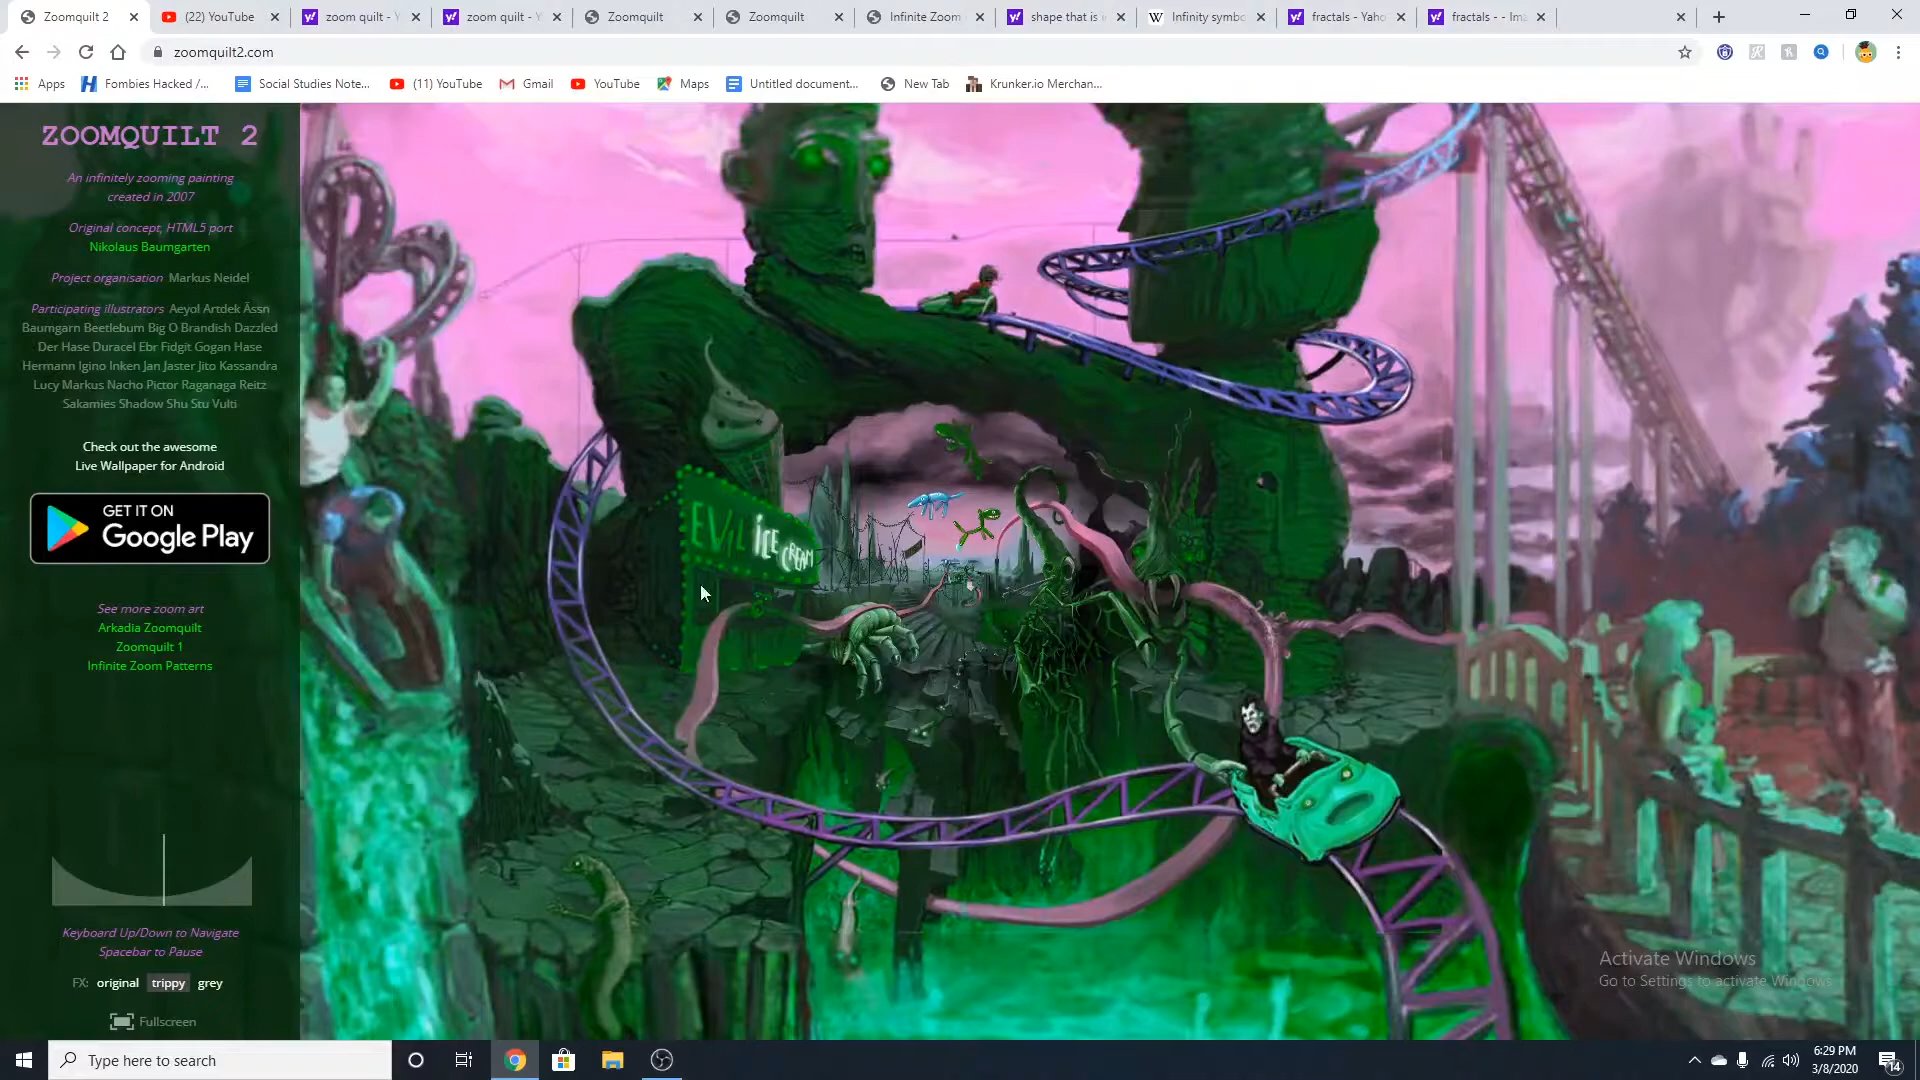 Zoomquilt 2
(22) YouTube
zoom quilt - Y
zoom quilt - Y
Zoomquilt
Zoomquilt
Infinite Zoom
shape that is i
Infinity symbo
fractals - Yaho
fractals - - Ima
zoomquilt2.com
Apps
Fombies Hacked /...
Social Studies Note...
(11) YouTube
Gmail
YouTube
Maps
Untitled document...
New Tab
Krunker.io Merchan...
ZOOMQUILT 2
An infinitely zooming painting
created in 2007
Original concept, HTML5 port
Nikolaus Baumgarten
Project organisation Markus Neidel
Participating illustrators Aeyol Artdek Ässn
Baumgarn Beetlebum Big O Brandish Dazzled
Der Hase Duracel Ebr Fidgit Gogan Hase
Hermann Igino Inken Jan Jaster Jito Kassandra
Lucy Markus Nacho Pictor Raganaga Reitz
Sakamies Shadow Shu Stu Vulti
Check out the awesome
Live Wallpaper for Android
GET IT ON
Google Play
See more zoom art
Arkadia Zoomquilt
Zoomquilt 1
Infinite Zoom Patterns
Keyboard Up/Down to Navigate
Spacebar to Pause
FX: original trippy grey
Fullscreen
EVIL ICE CREAM
Activate Windows
Go to Settings to activate Windows.
Type here to search
6:29 PM
3/8/2020
14